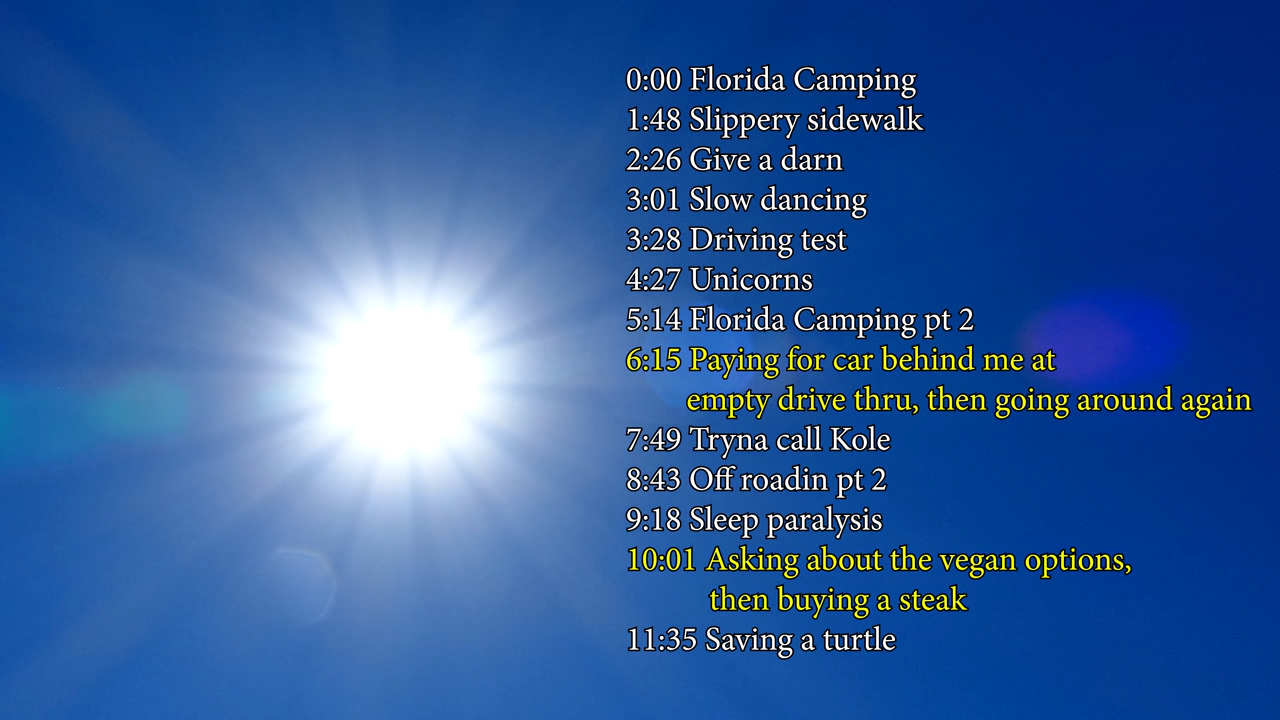 0:00 Florida Camping
1:48 Slippery sidewalk
2:26 Give a darn
3:01 Slow dancing
3:28 Driving test
4:27 Unicorns
5:14 Florida Camping pt 2
6:15 Paying for car behind me at
empty drive thru, then going around again
7:49 Tryna call Kole
8:43 Off roadin pt 2
9:18 Sleep paralysis
10:01 Asking about the vegan options,
then buying a steak
11:35 Saving a turtle